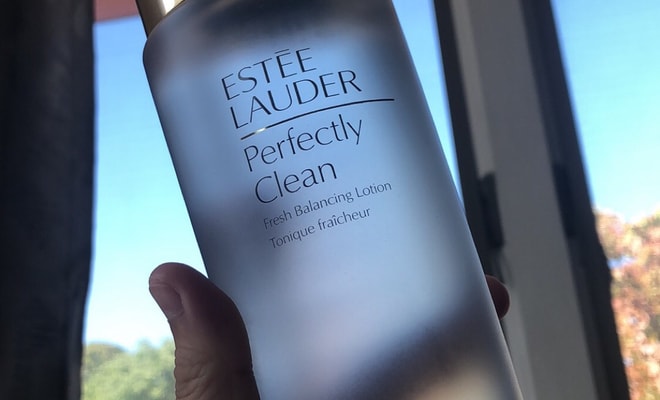 ESTĒE
LAUDER
Perfectly
Clean
Fresh Balancing Lotion
Tonique fraîcheur